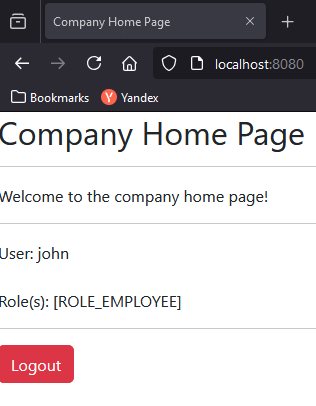 Company Home Page
localhost:8080
Bookmarks Yandex
Company Home Page
Welcome to the company home page!
User: john
Role(s): [ROLE_EMPLOYEE]
Logout